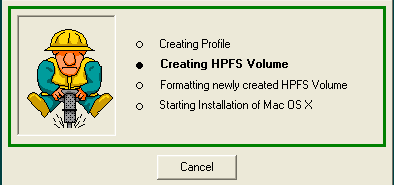 Creating Profile
Creating HPFS Volume
Formatting newly created HPFS Volume
Starting Installation of Mac OS X
Cancel